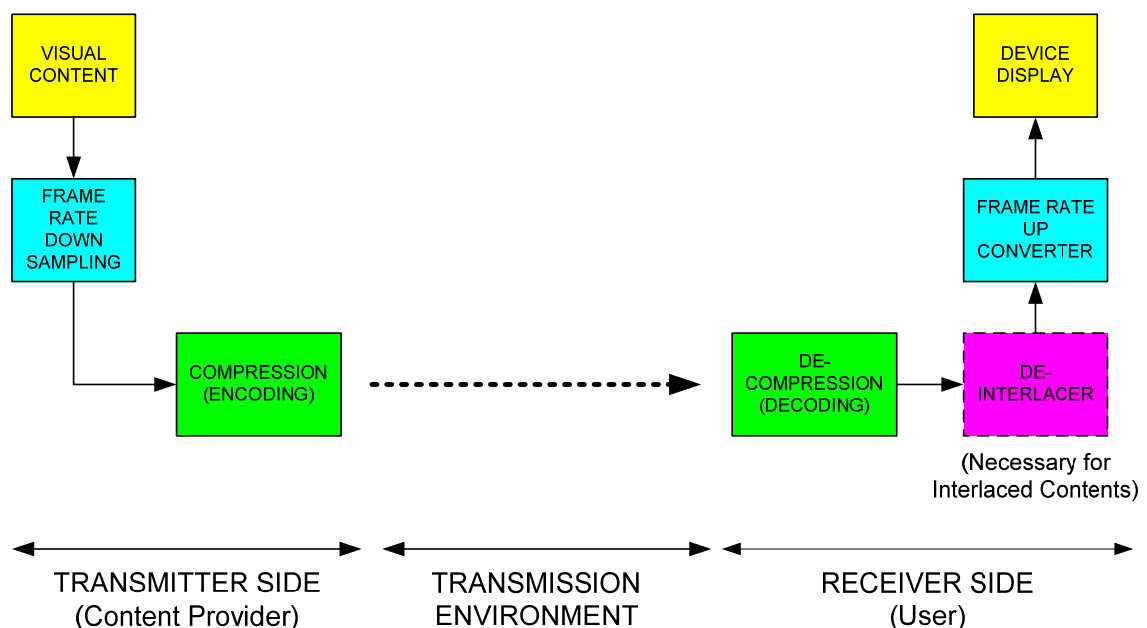 VISUAL
CONTENT
FRAME
RATE
DOWN
SAMPLING
COMPRESSION
(ENCODING)
DE-
COMPRESSION
(DECODING)
DE-
INTERLACER
(Necessary for
Interlaced Contents)
FRAME RATE
UP
CONVERTER
DEVICE
DISPLAY
TRANSMITTER SIDE
(Content Provider)
TRANSMISSION
ENVIRONMENT
RECEIVER SIDE
(User)